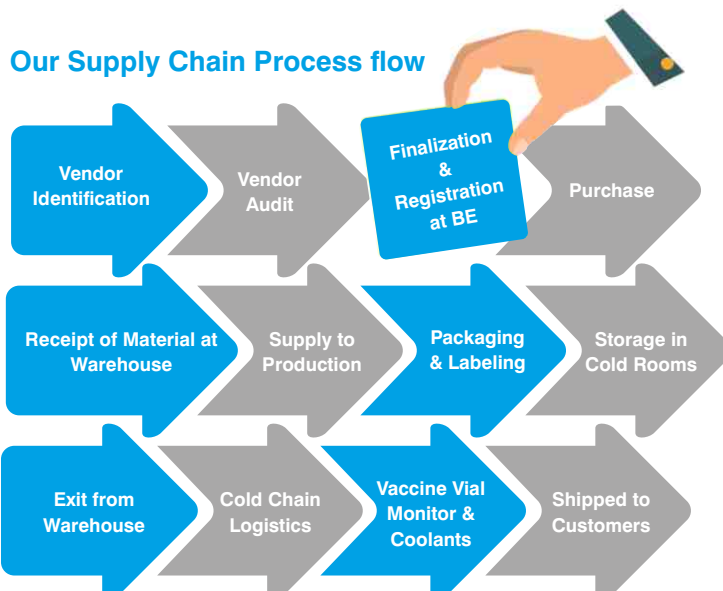 Our Supply Chain Process flow
Vendor
Identification
Vendor
Audit
Finalization
&
Registration
at BE
Purchase
Receipt of Material at
Warehouse
Supply to
Production
Packaging
& Labeling
Storage in
Cold Rooms
Exit from
Warehouse
Cold Chain
Logistics
Vaccine Vial
Monitor &
Coolants
Shipped to
Customers